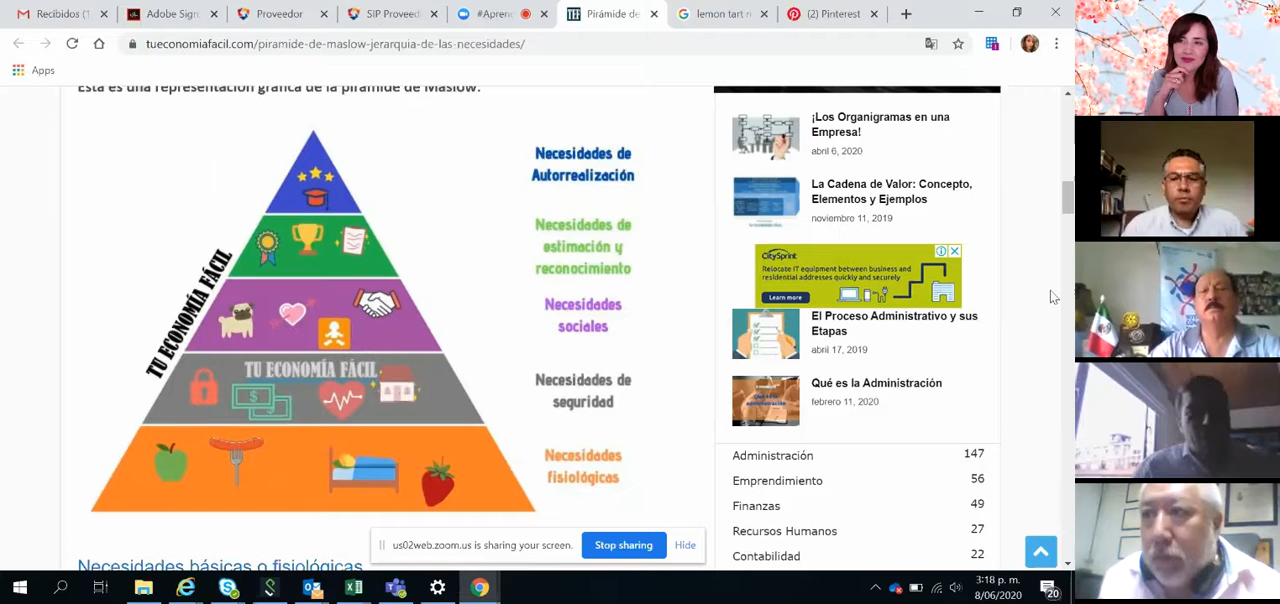 Recibidos (1
Adobe Sign
Proveedor
SIP Proveed
#Apren
Pirámide de
lemon tart r
(2) Pinterest
tueconomiafacil.com/piramide-de-maslow-jerarquia-de-las-necesidades/
Apps
Esta es una representación gráfica de la pirámide de Maslow:
Necesidades de
Autorrealización
Necesidades de
estimación y
reconocimiento
Necesidades
sociales
Necesidades de
seguridad
Necesidades
fisiológicas
TU ECONOMÍA FÁCIL
TU ECONOMÍA FÁCIL
Necesidades básicas o fisiológicas
¡Los Organigramas en una
Empresa!
abril 6, 2020
La Cadena de Valor: Concepto,
Elementos y Ejemplos
noviembre 11, 2019
CitySprint
Relocate IT equipment between business and
residential addresses quickly and securely
Learn more
El Proceso Administrativo y sus
Etapas
abril 17, 2019
Qué es la Administración
febrero 11, 2020
Administración 147
Emprendimiento 56
Finanzas 49
Recursos Humanos 27
Contabilidad 22
us02web.zoom.us is sharing your screen.
Stop sharing
Hide
3:18 p. m.
8/06/2020
20